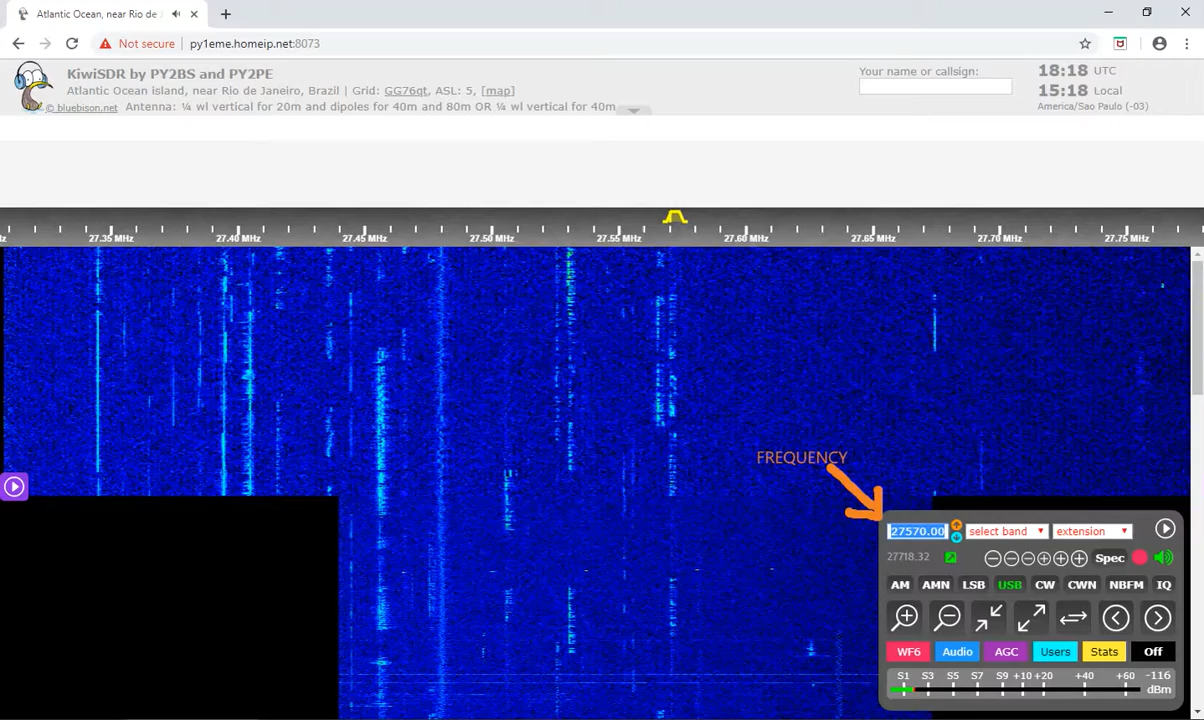 Atlantic Ocean, near Rio de
Not secure | py1eme.homeip.net:8073
KiwiSDR by PY2BS and PY2PE
Atlantic Ocean island, near Rio de Janeiro, Brazil | Grid: GG76qt, ASL: 5, [map]
© bluebison.net Antenna: ¼ wl vertical for 20m and dipoles for 40m and 80m OR ¼ wl vertical for 40m
Your name or callsign:
18:18 UTC
15:18 Local
America/Sao Paulo (-03)
27.35 MHz 27.40 MHz 27.45 MHz 27.50 MHz 27.55 MHz 27.60 MHz 27.65 MHz 27.70 MHz 27.75 MHz
FREQUENCY
27570.00 select band extension
27718.32 Spec
AM AMN LSB USB CW CWN NBFM IQ
WF6 Audio AGC Users Stats Off
S1 S3 S5 S7 S9 +10 +20 +40 +60 -116
dBm